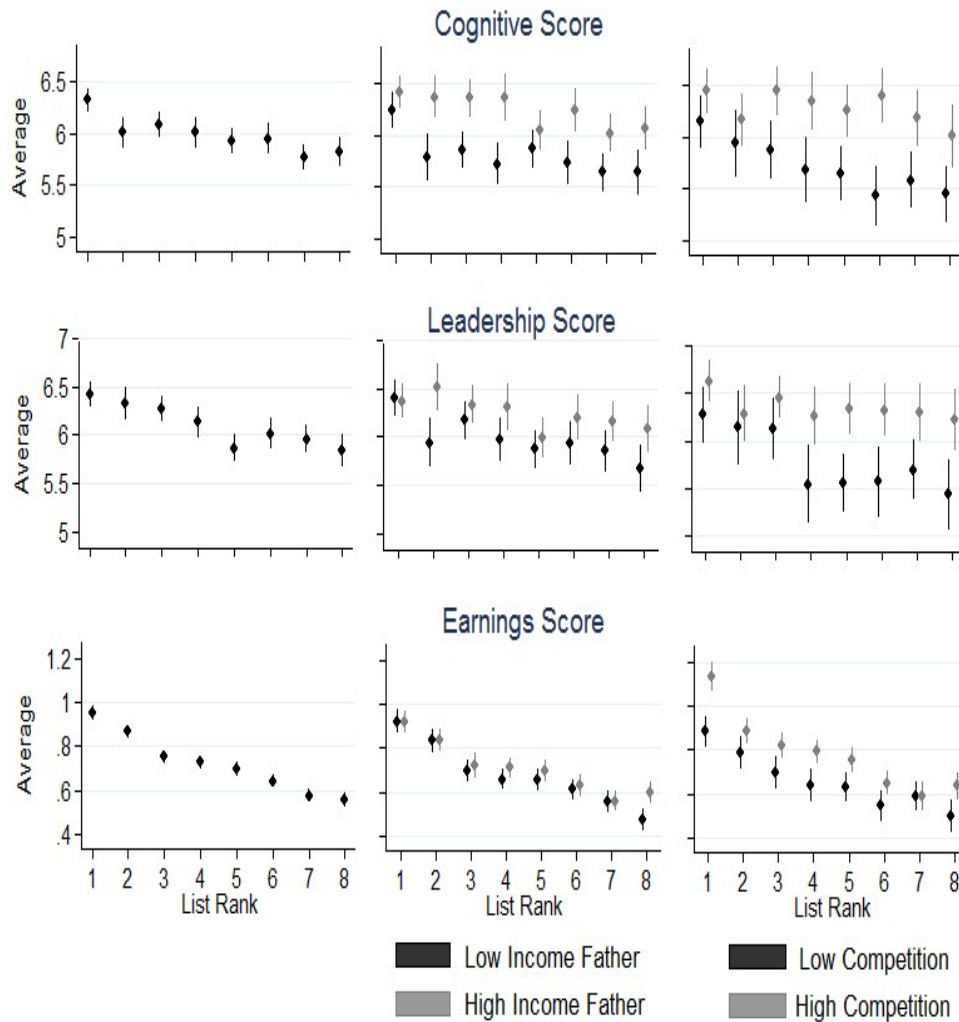 Cognitive Score
Average
6.5
6
5.5
5
Leadership Score
Average
7
6.5
6
5.5
5
Earnings Score
Average
1.2
1
.8
.6
.4
1 2 3 4 5 6 7 8
List Rank
1 2 3 4 5 6 7 8
List Rank
1 2 3 4 5 6 7 8
List Rank
Low Income Father
High Income Father
Low Competition
High Competition